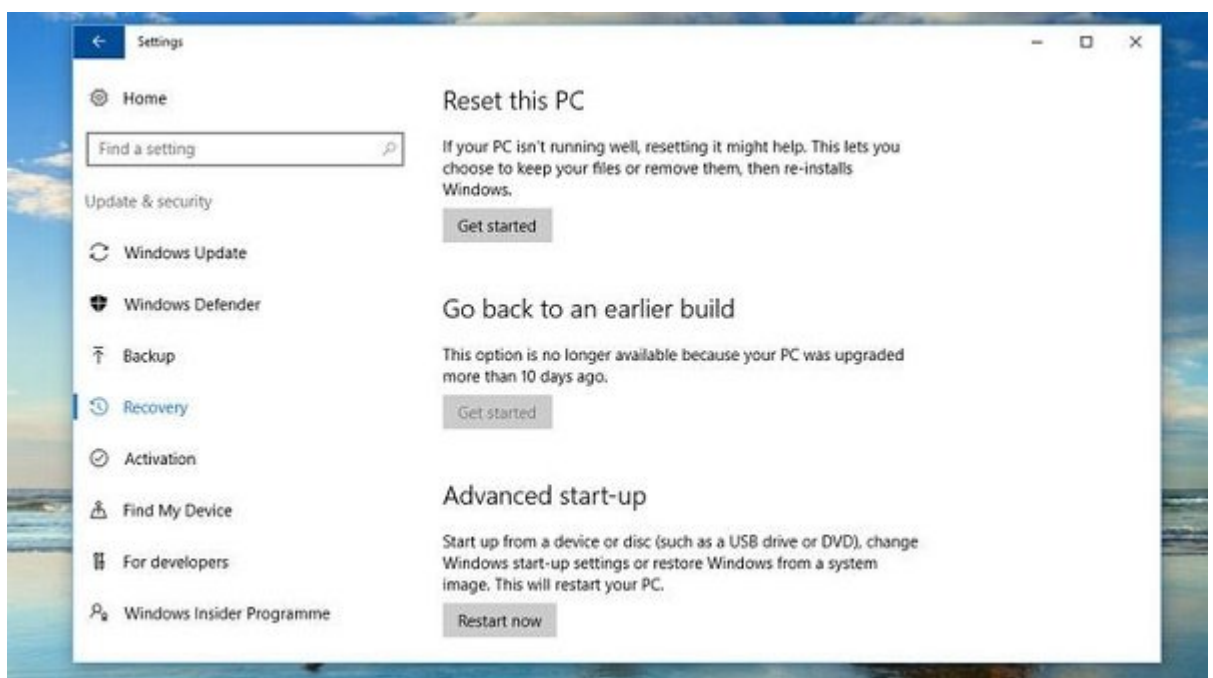 Settings
Home
Find a setting
Update & security
Windows Update
Windows Defender
Backup
Recovery
Activation
Find My Device
For developers
Windows Insider Programme
Reset this PC
If your PC isn't running well, resetting it might help. This lets you
choose to keep your files or remove them, then re-installs
Windows.
Get started
Go back to an earlier build
This option is no longer available because your PC was upgraded
more than 10 days ago.
Get started
Advanced start-up
Start up from a device or disc (such as a USB drive or DVD), change
Windows start-up settings or restore Windows from a system
image. This will restart your PC.
Restart now